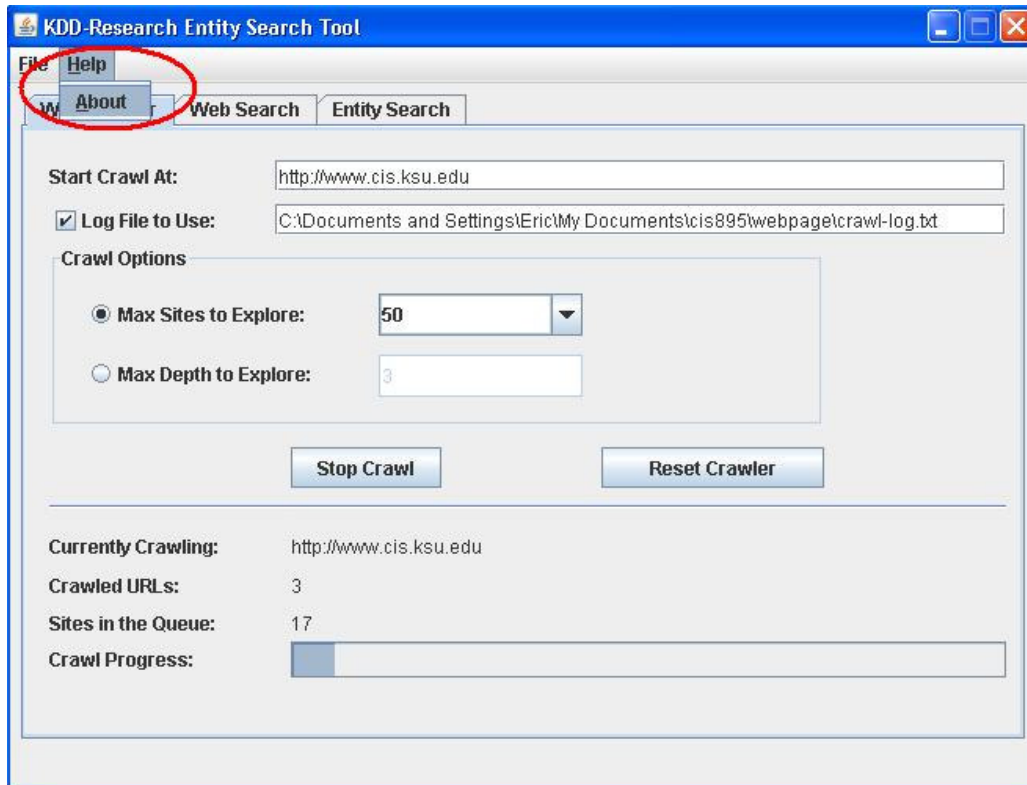 KDD-Research Entity Search Tool
File Help
About
Web Search Entity Search
Start Crawl At: http://www.cis.ksu.edu
Log File to Use: C:\Documents and Settings\Eric\My Documents\cis895\webpage\crawl-log.txt
Crawl Options
Max Sites to Explore: 50
Max Depth to Explore: 3
Stop Crawl Reset Crawler
Currently Crawling: http://www.cis.ksu.edu
Crawled URLs: 3
Sites in the Queue: 17
Crawl Progress: